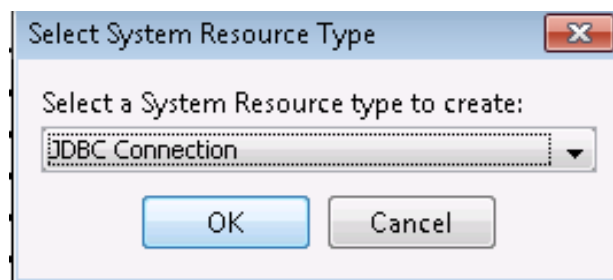 Select System Resource Type
Select a System Resource type to create:
JDBC Connection
OK Cancel